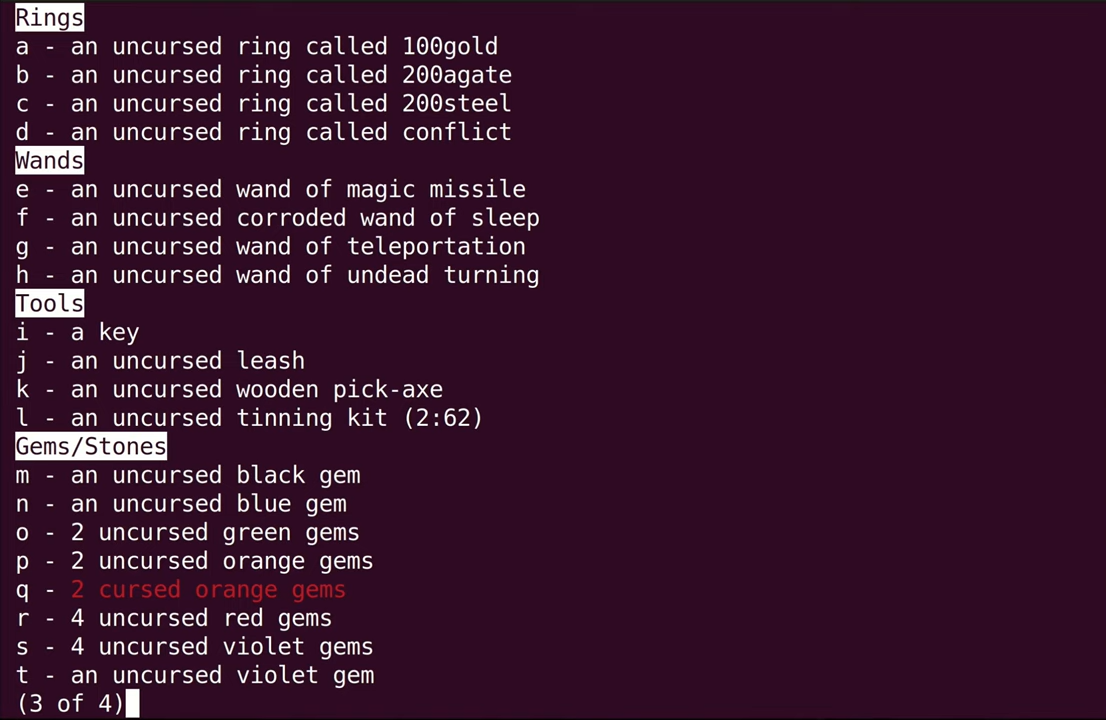 Rings
a - an uncursed ring called 100gold
b - an uncursed ring called 200agate
c - an uncursed ring called 200steel
d - an uncursed ring called conflict
Wands
e - an uncursed wand of magic missile
f - an uncursed corroded wand of sleep
g - an uncursed wand of teleportation
h - an uncursed wand of undead turning
Tools
i - a key
j - an uncursed leash
k - an uncursed wooden pick-axe
l - an uncursed tinning kit (2:62)
Gems/Stones
m - an uncursed black gem
n - an uncursed blue gem
o - 2 uncursed green gems
p - 2 uncursed orange gems
q - 2 cursed orange gems
r - 4 uncursed red gems
s - 4 uncursed violet gems
t - an uncursed violet gem
(3 of 4)